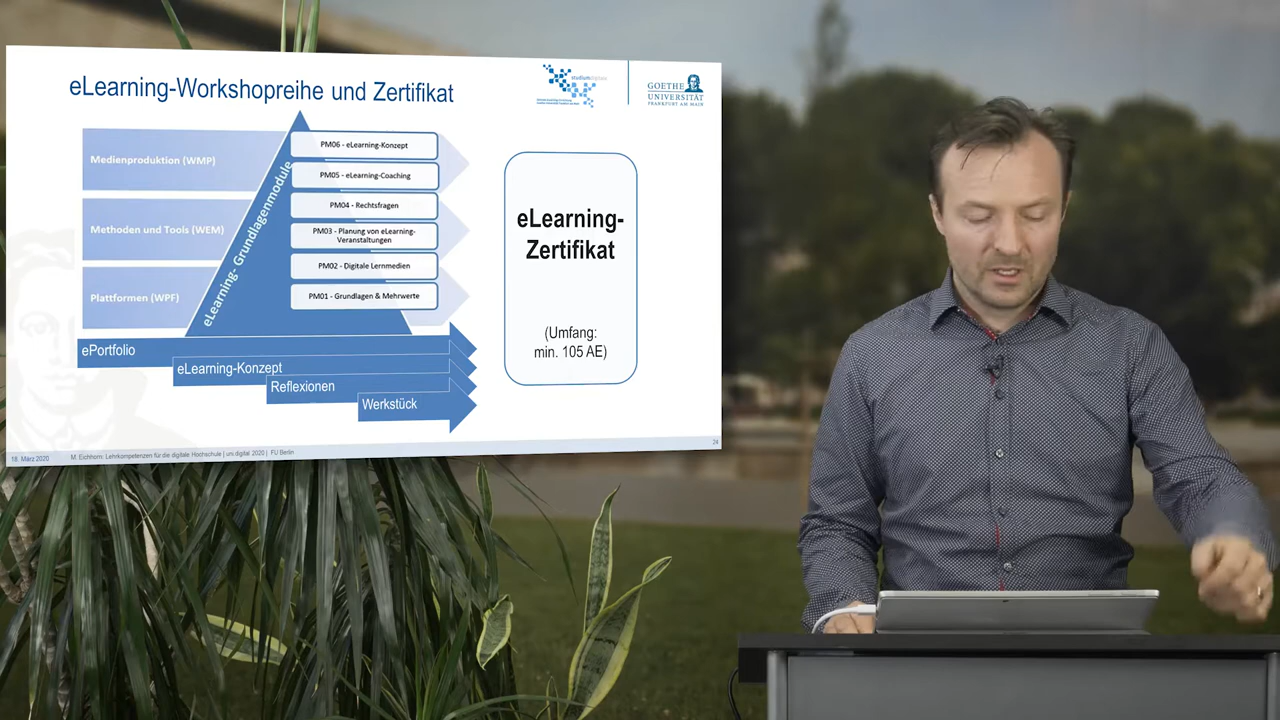 eLearning-Workshopreihe und Zertifikat
studiumdigitale
GOETHE
UNIVERSITÄT
FRANKFURT AM MAIN
Medienproduktion (WMP)
Methoden und Tools (WEM)
Plattformen (WPF)
eLearning- Grundlagenmodule
PM06 - eLearning-Konzept
PM05 - eLearning-Coaching
PM04 - Rechtsfragen
PM03 - Planung von eLearning-
Veranstaltungen
PM02 - Digitale Lernmedien
PM01 - Grundlagen & Mehrwerte
eLearning-
Zertifikat
(Umfang:
min. 105 AE)
ePortfolio
eLearning-Konzept
Reflexionen
Werkstück
18. März 2020
M. Eichhorn: Lehrkompetenzen für die digitale Hochschule | uni.digital 2020 | FU Berlin
24